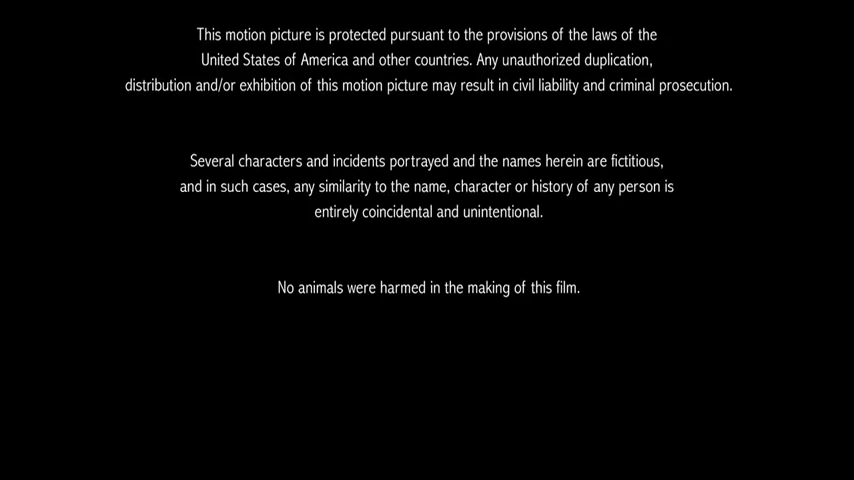 This motion picture is protected pursuant to the provisions of the laws of the
United States of America and other countries. Any unauthorized duplication,
distribution and/or exhibition of this motion picture may result in civil liability and criminal prosecution.
Several characters and incidents portrayed and the names herein are fictitious,
and in such cases, any similarity to the name, character or history of any person is
entirely coincidental and unintentional.
No animals were harmed in the making of this film.